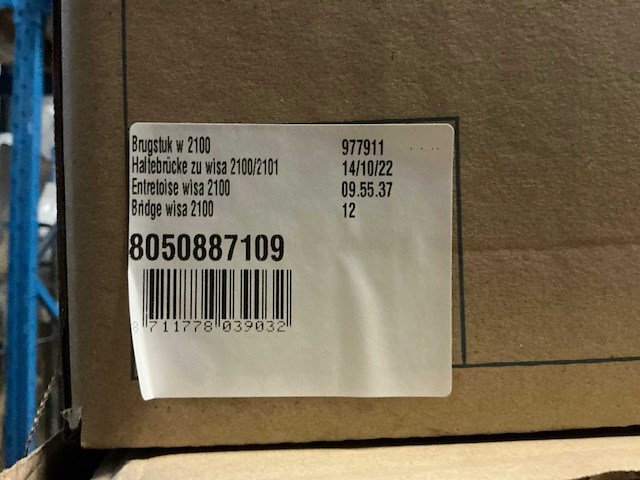 Brugstuk w 2100 977911
Haltebrücke zu wisa 2100/2101 14/10/22
Entretoise wisa 2100 09.55.37
Bridge wisa 2100 12
8050887109
8 711778 039032